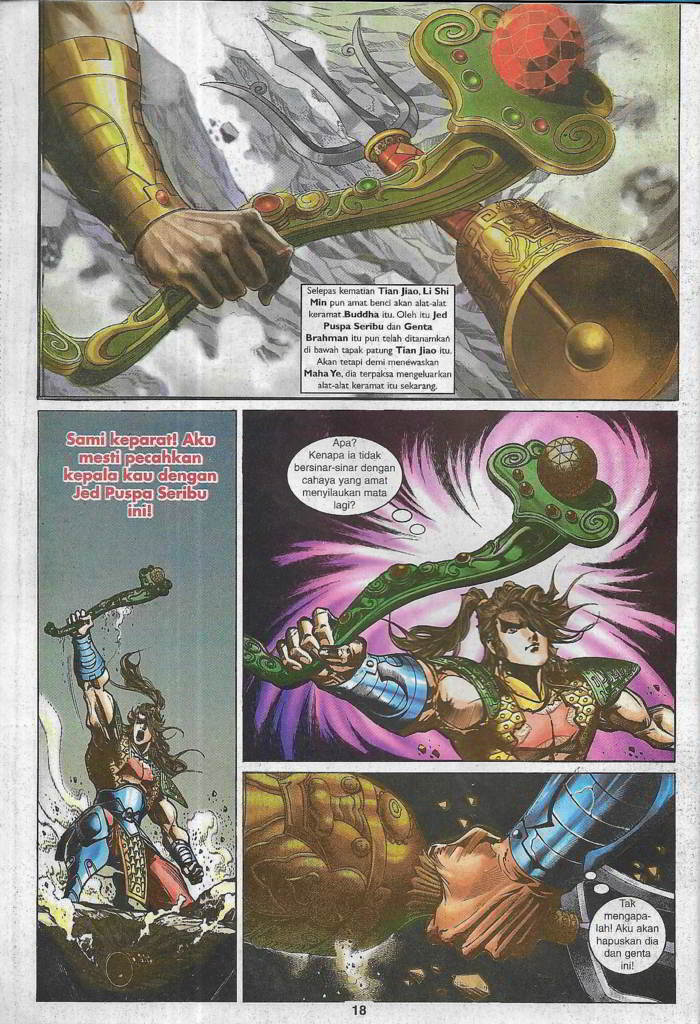 Selepas kematian Tian Jiao, Li Shi
Min pun amat benci akan alat-alat
keramat Buddha itu. Oleh itu Jed
Puspa Seribu dan Genta
Brahman itu pun telah ditanamkan
di bawah tapak patung Tian Jiao itu.
Akan tetapi demi menewaskan
Maha Ye, dia terpaksa mengeluarkan
alat-alat keramat itu sekarang.
Sami keparat! Aku
mesti pecahkan
kepala kau dengan
Jed Puspa Seribu
ini!
Apa?
Kenapa ia tidak
bersinar-sinar dengan
cahaya yang amat
menyilaukan mata
lagi?
Tak
mengapa-
lah! Aku akan
hapuskan dia
dan genta
ini!
18